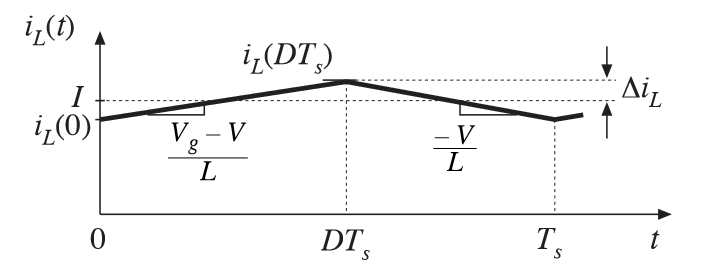 i_L(t)
i_L(DT_s)
I
Δi_L
i_L(0)
V_g – V
L
– V
L
0
DT_s
T_s
t